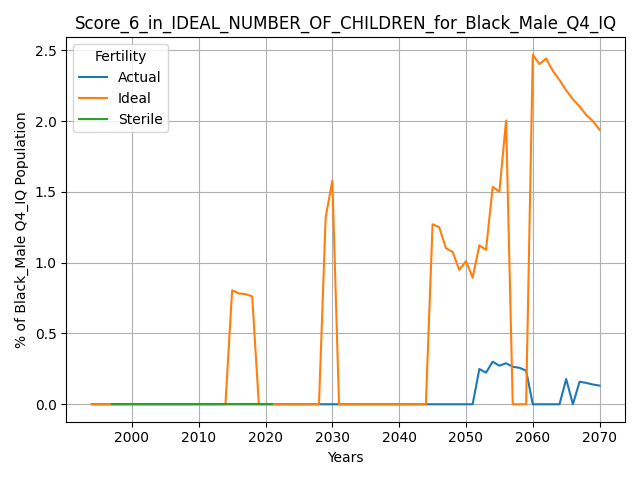 Score_6_in_IDEAL_NUMBER_OF_CHILDREN_for_Black_Male_Q4_IQ
Fertility
Actual
Ideal
Sterile
% of Black_Male Q4_IQ Population
2.5
2.0
1.5
1.0
0.5
0.0
2000 2010 2020 2030 2040 2050 2060 2070
Years